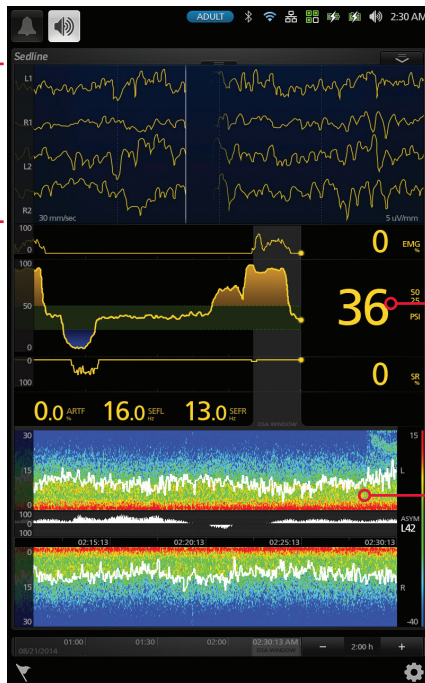 ADULT 2:30 AM
Sedline
L1
R1
L2
R2
30 mm/sec 5 uV/mm
100
0
0 EMG %
100
50
0
36
50
25
PSI
0
100
0 SR %
0.0 ARTF %
16.0 SEFL Hz
13.0 SEFR Hz
DSA WINDOW
30
15
0
15
L
100
0
100
ASYM
L42
02:15:13 02:20:13 02:25:13 02:30:13
0
15
30
R
-40
01:00 01:30 02:00 02:30:13 AM
08/21/2014 DSA WINDOW
- 2:00 h +